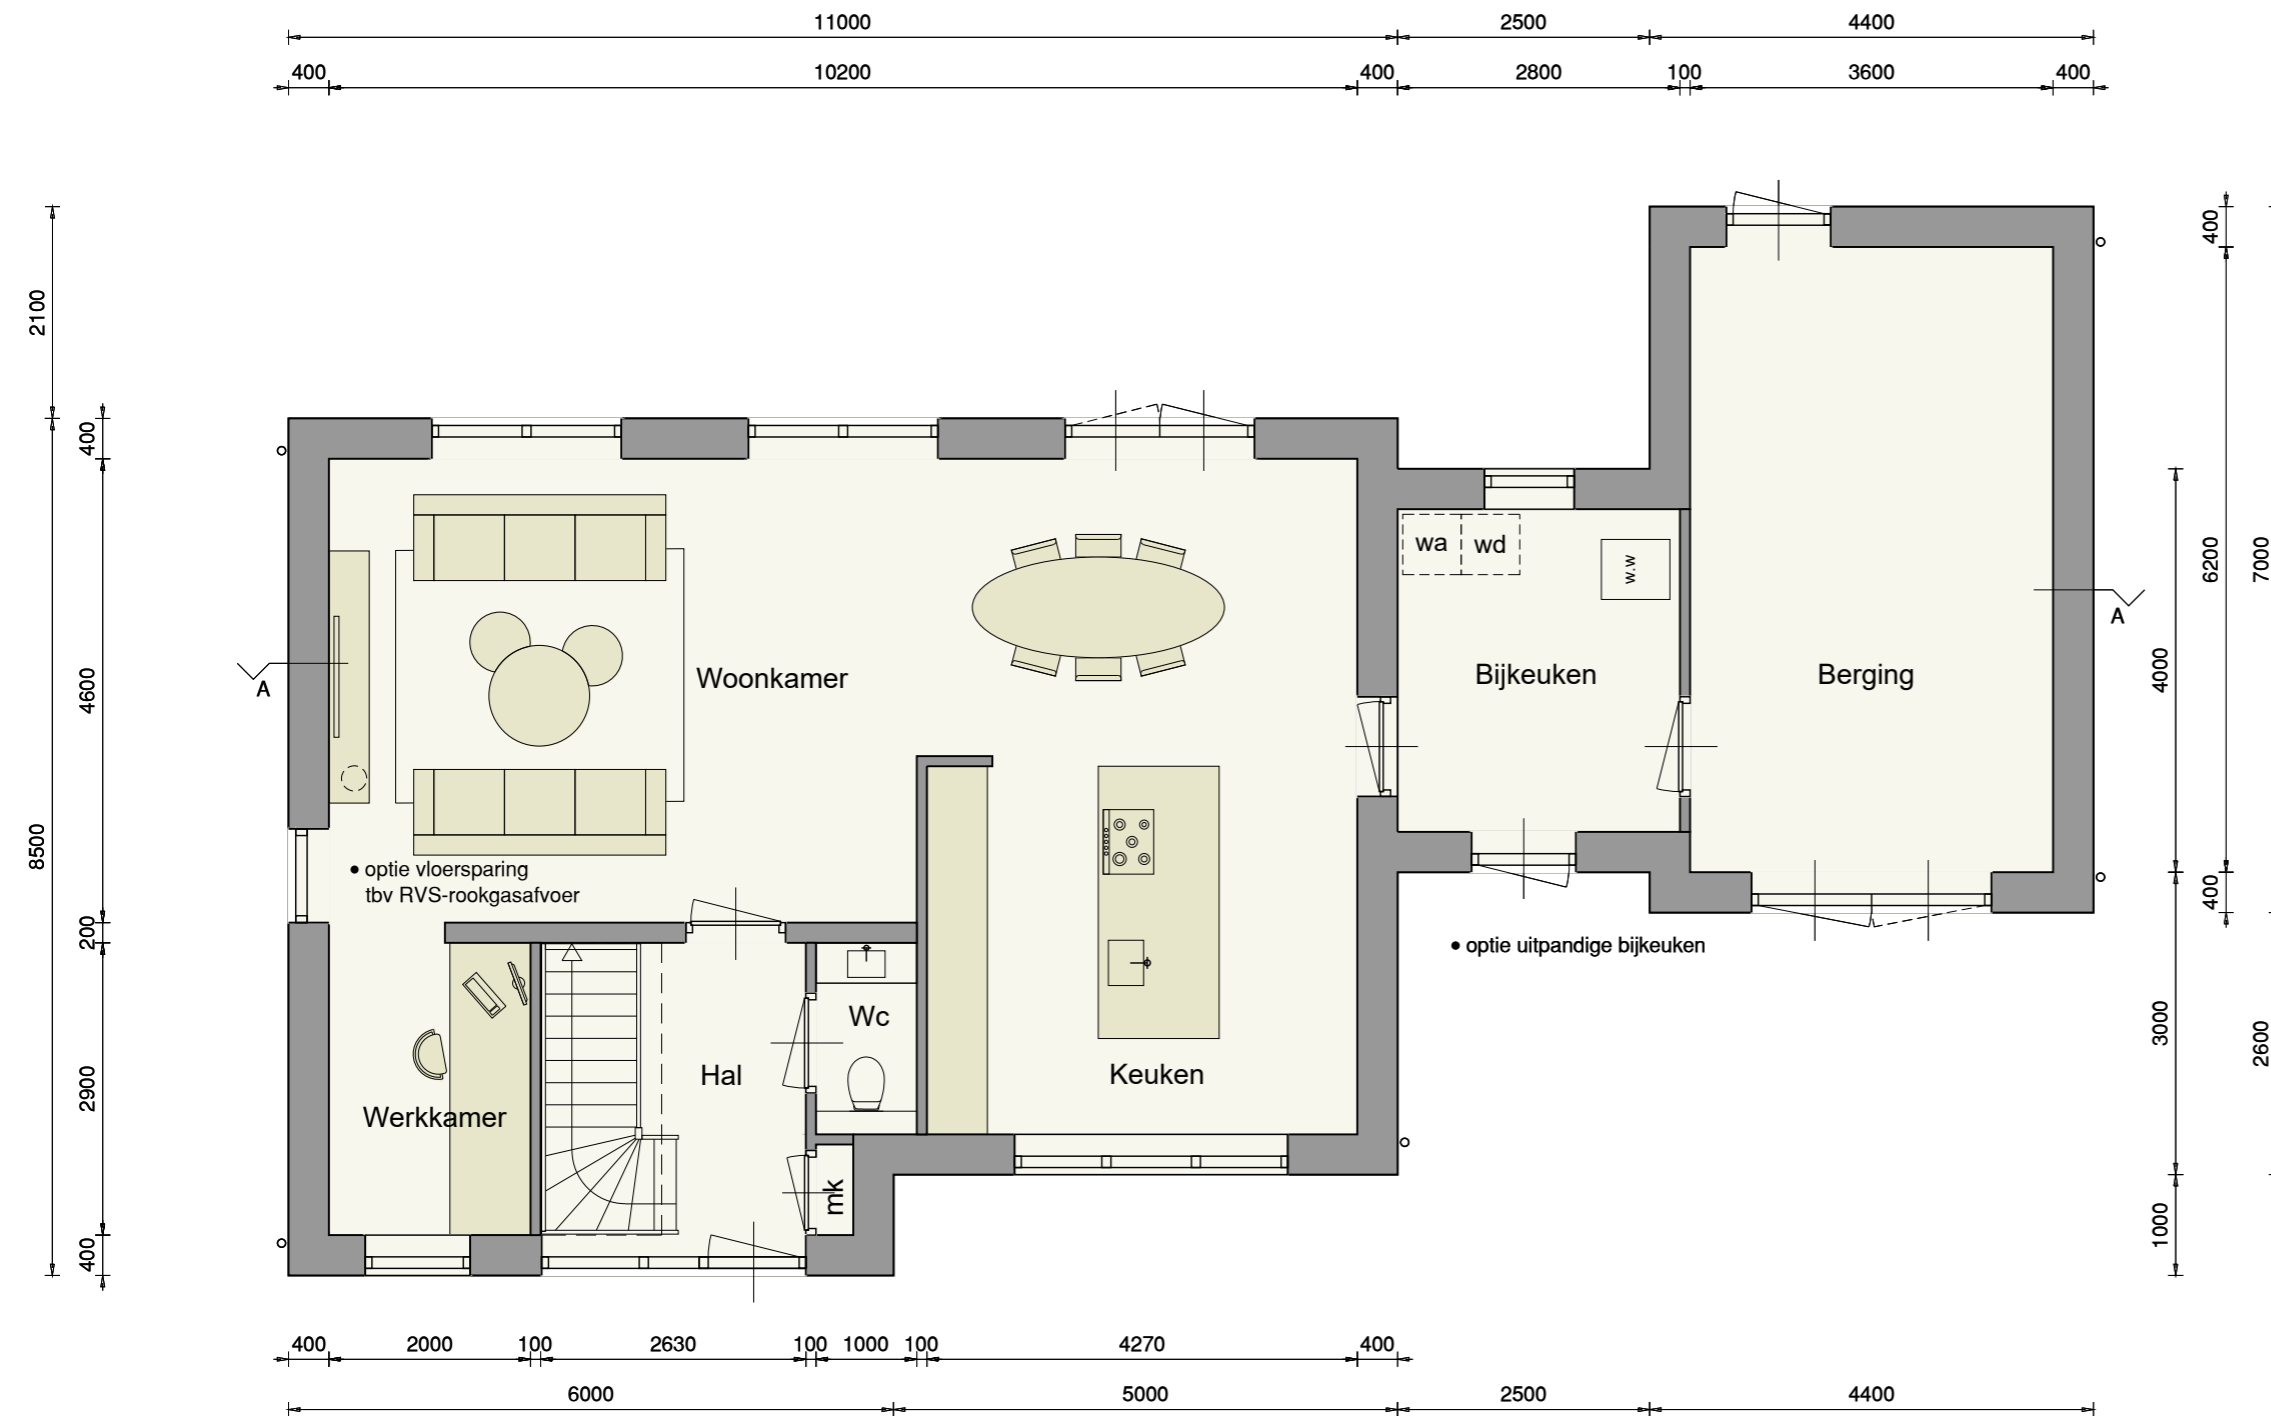 11000 2500 4400
400 10200 400 2800 100 3600 400
2100
400
400
4600
8500
200
2900
400
400
6200
7000
4000
400
3000
2600
1000
wa wd
w.w
Woonkamer
Bijkeuken
Berging
A
A
• optie vloersparing
tbv RVS-rookgasafvoer
• optie uitpandige bijkeuken
Wc
Hal
Keuken
Werkkamer
mk
400 2000 100 2630 100 1000 100 4270 400
6000 5000 2500 4400